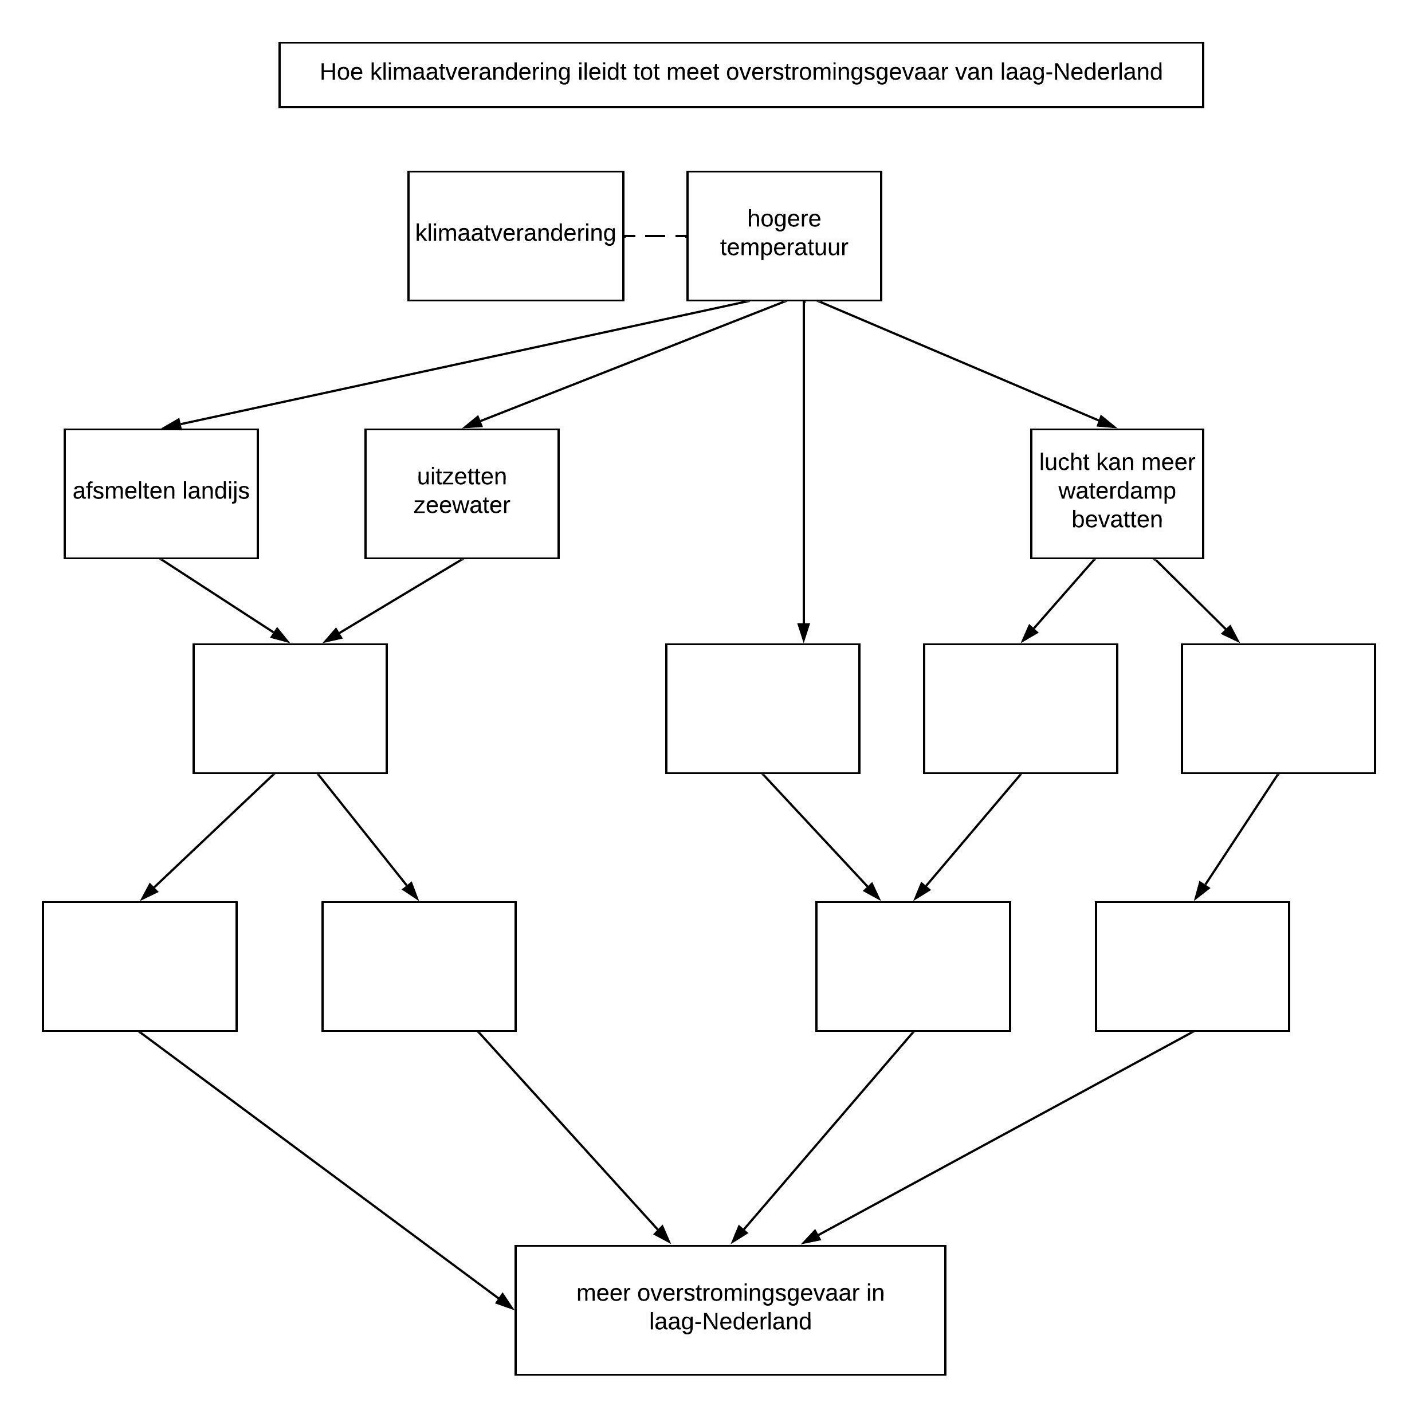 Hoe klimaatverandering ileidt tot meet overstromingsgevaar van laag-Nederland
klimaatverandering
hogere
temperatuur
afsmelten landijs
uitzetten
zeewater
lucht kan meer
waterdamp
bevatten
meer overstromingsgevaar in
laag-Nederland